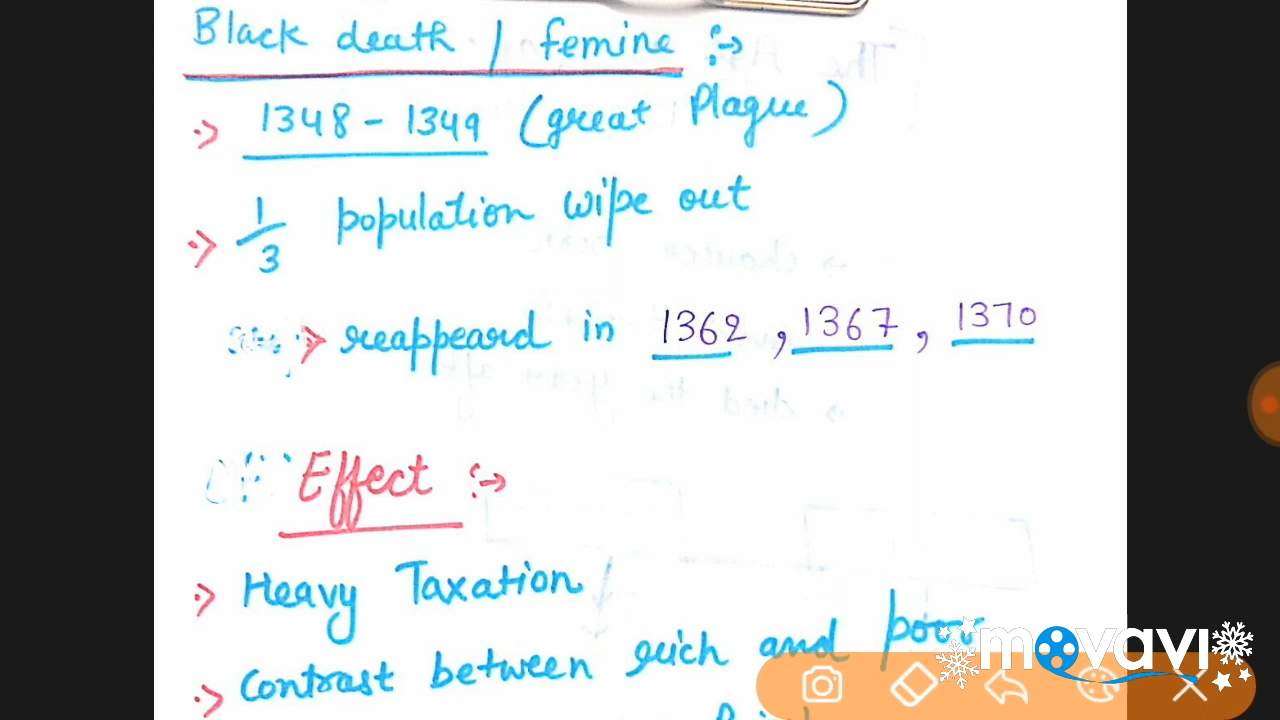 Black death / femine :→
→ 1348 - 1349 (great Plague)
→ 1/3 population wipe out
→ reappeard in 1362, 1367, 1370
Effect :→
→ Heavy Taxation
→ Contrast between rich and poor
movavi